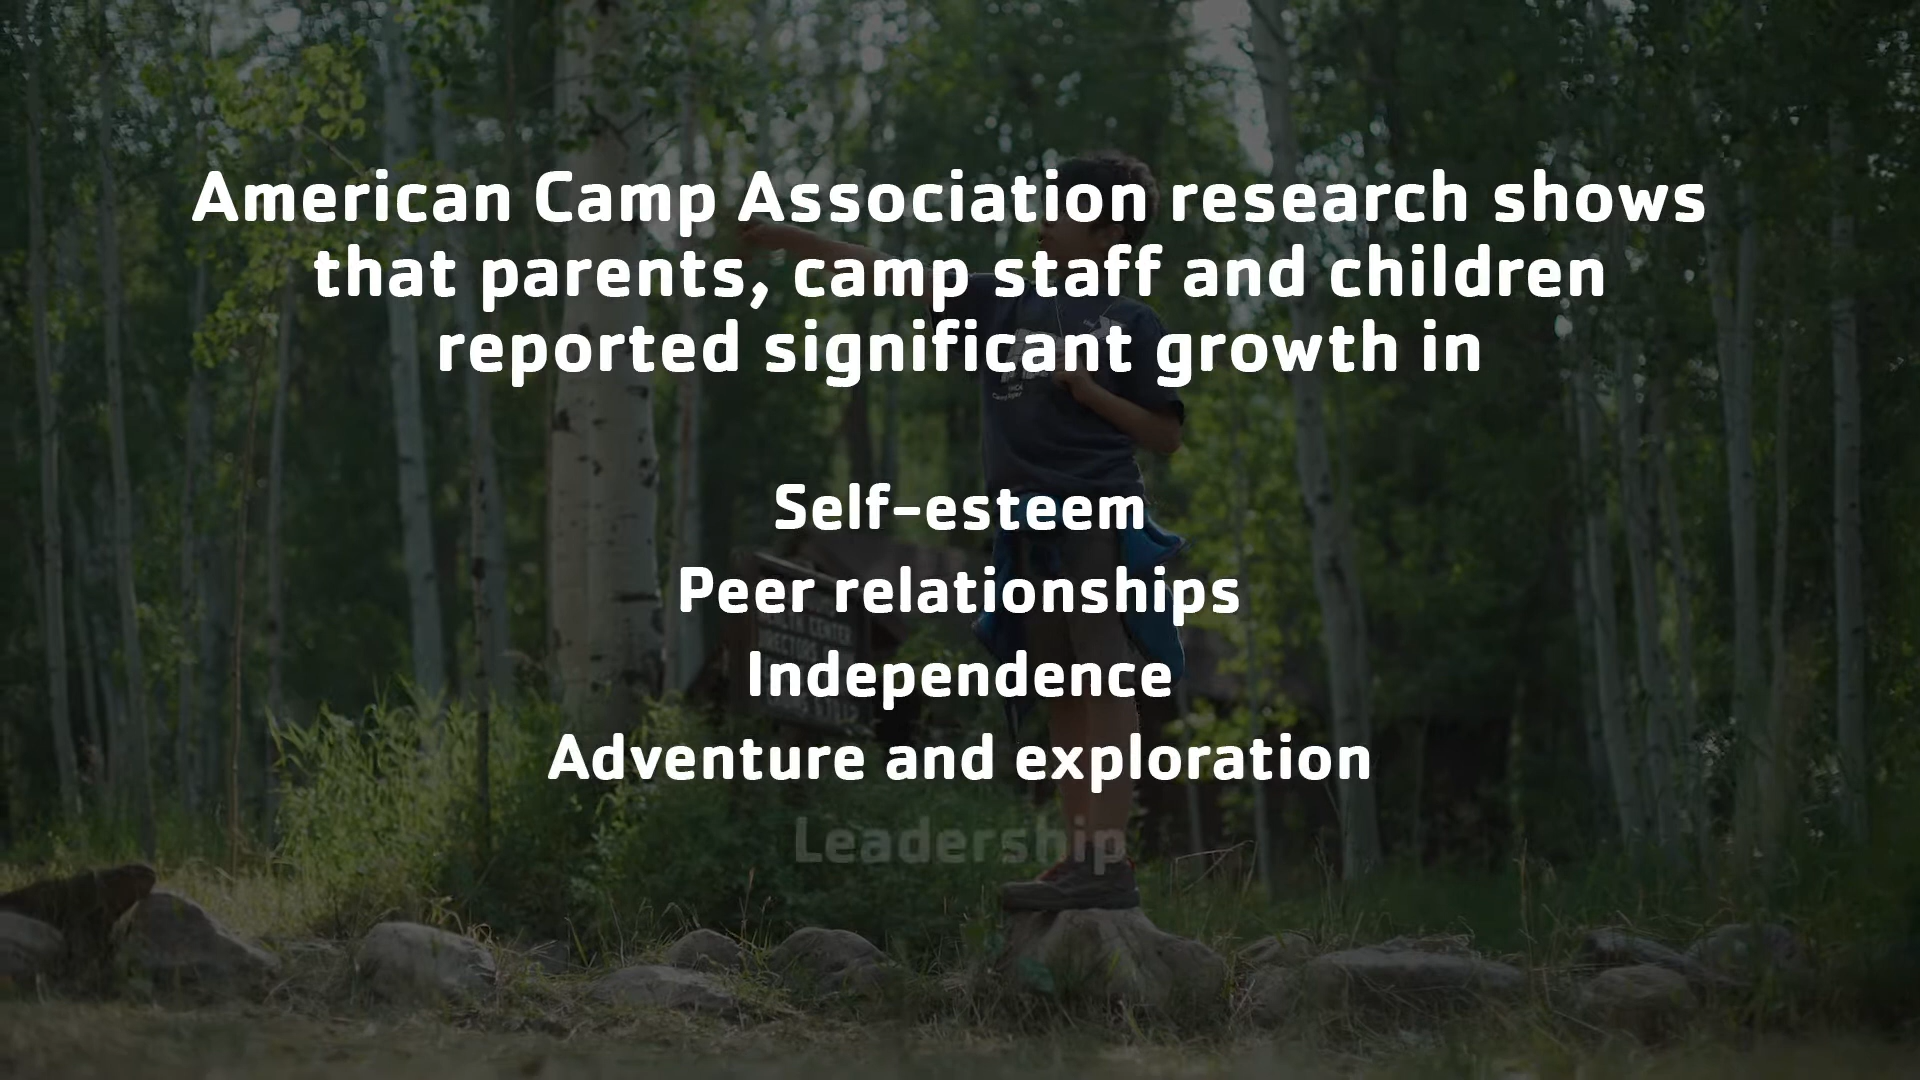 American Camp Association research shows
that parents, camp staff and children
reported significant growth in
Self-esteem
Peer relationships
Independence
Adventure and exploration
Leadership
CENTER